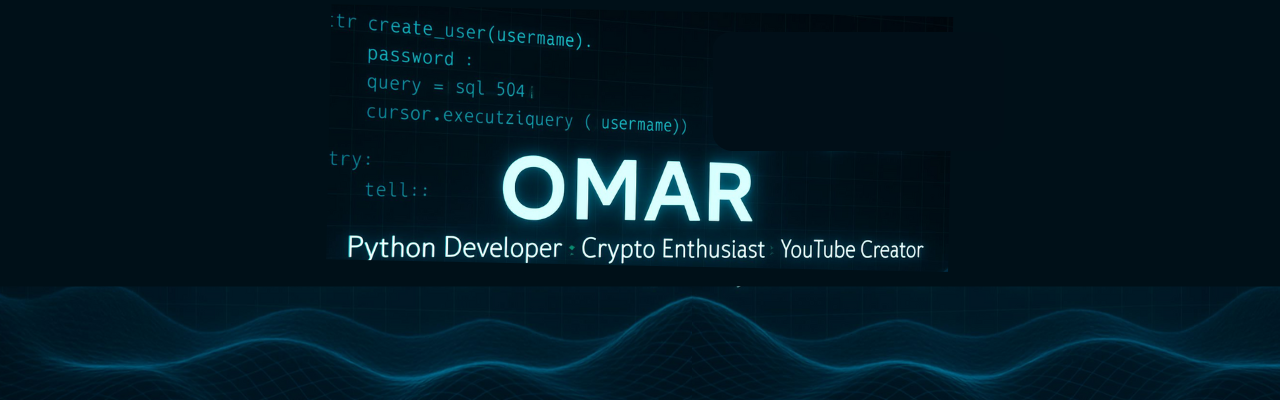 :tr create_user(usermame).
password :
query = sql 504;
cursor.executziquery ( usermame))
try:
tell::
OMAR
Python Developer · Crypto Enthusiast · YouTube Creator